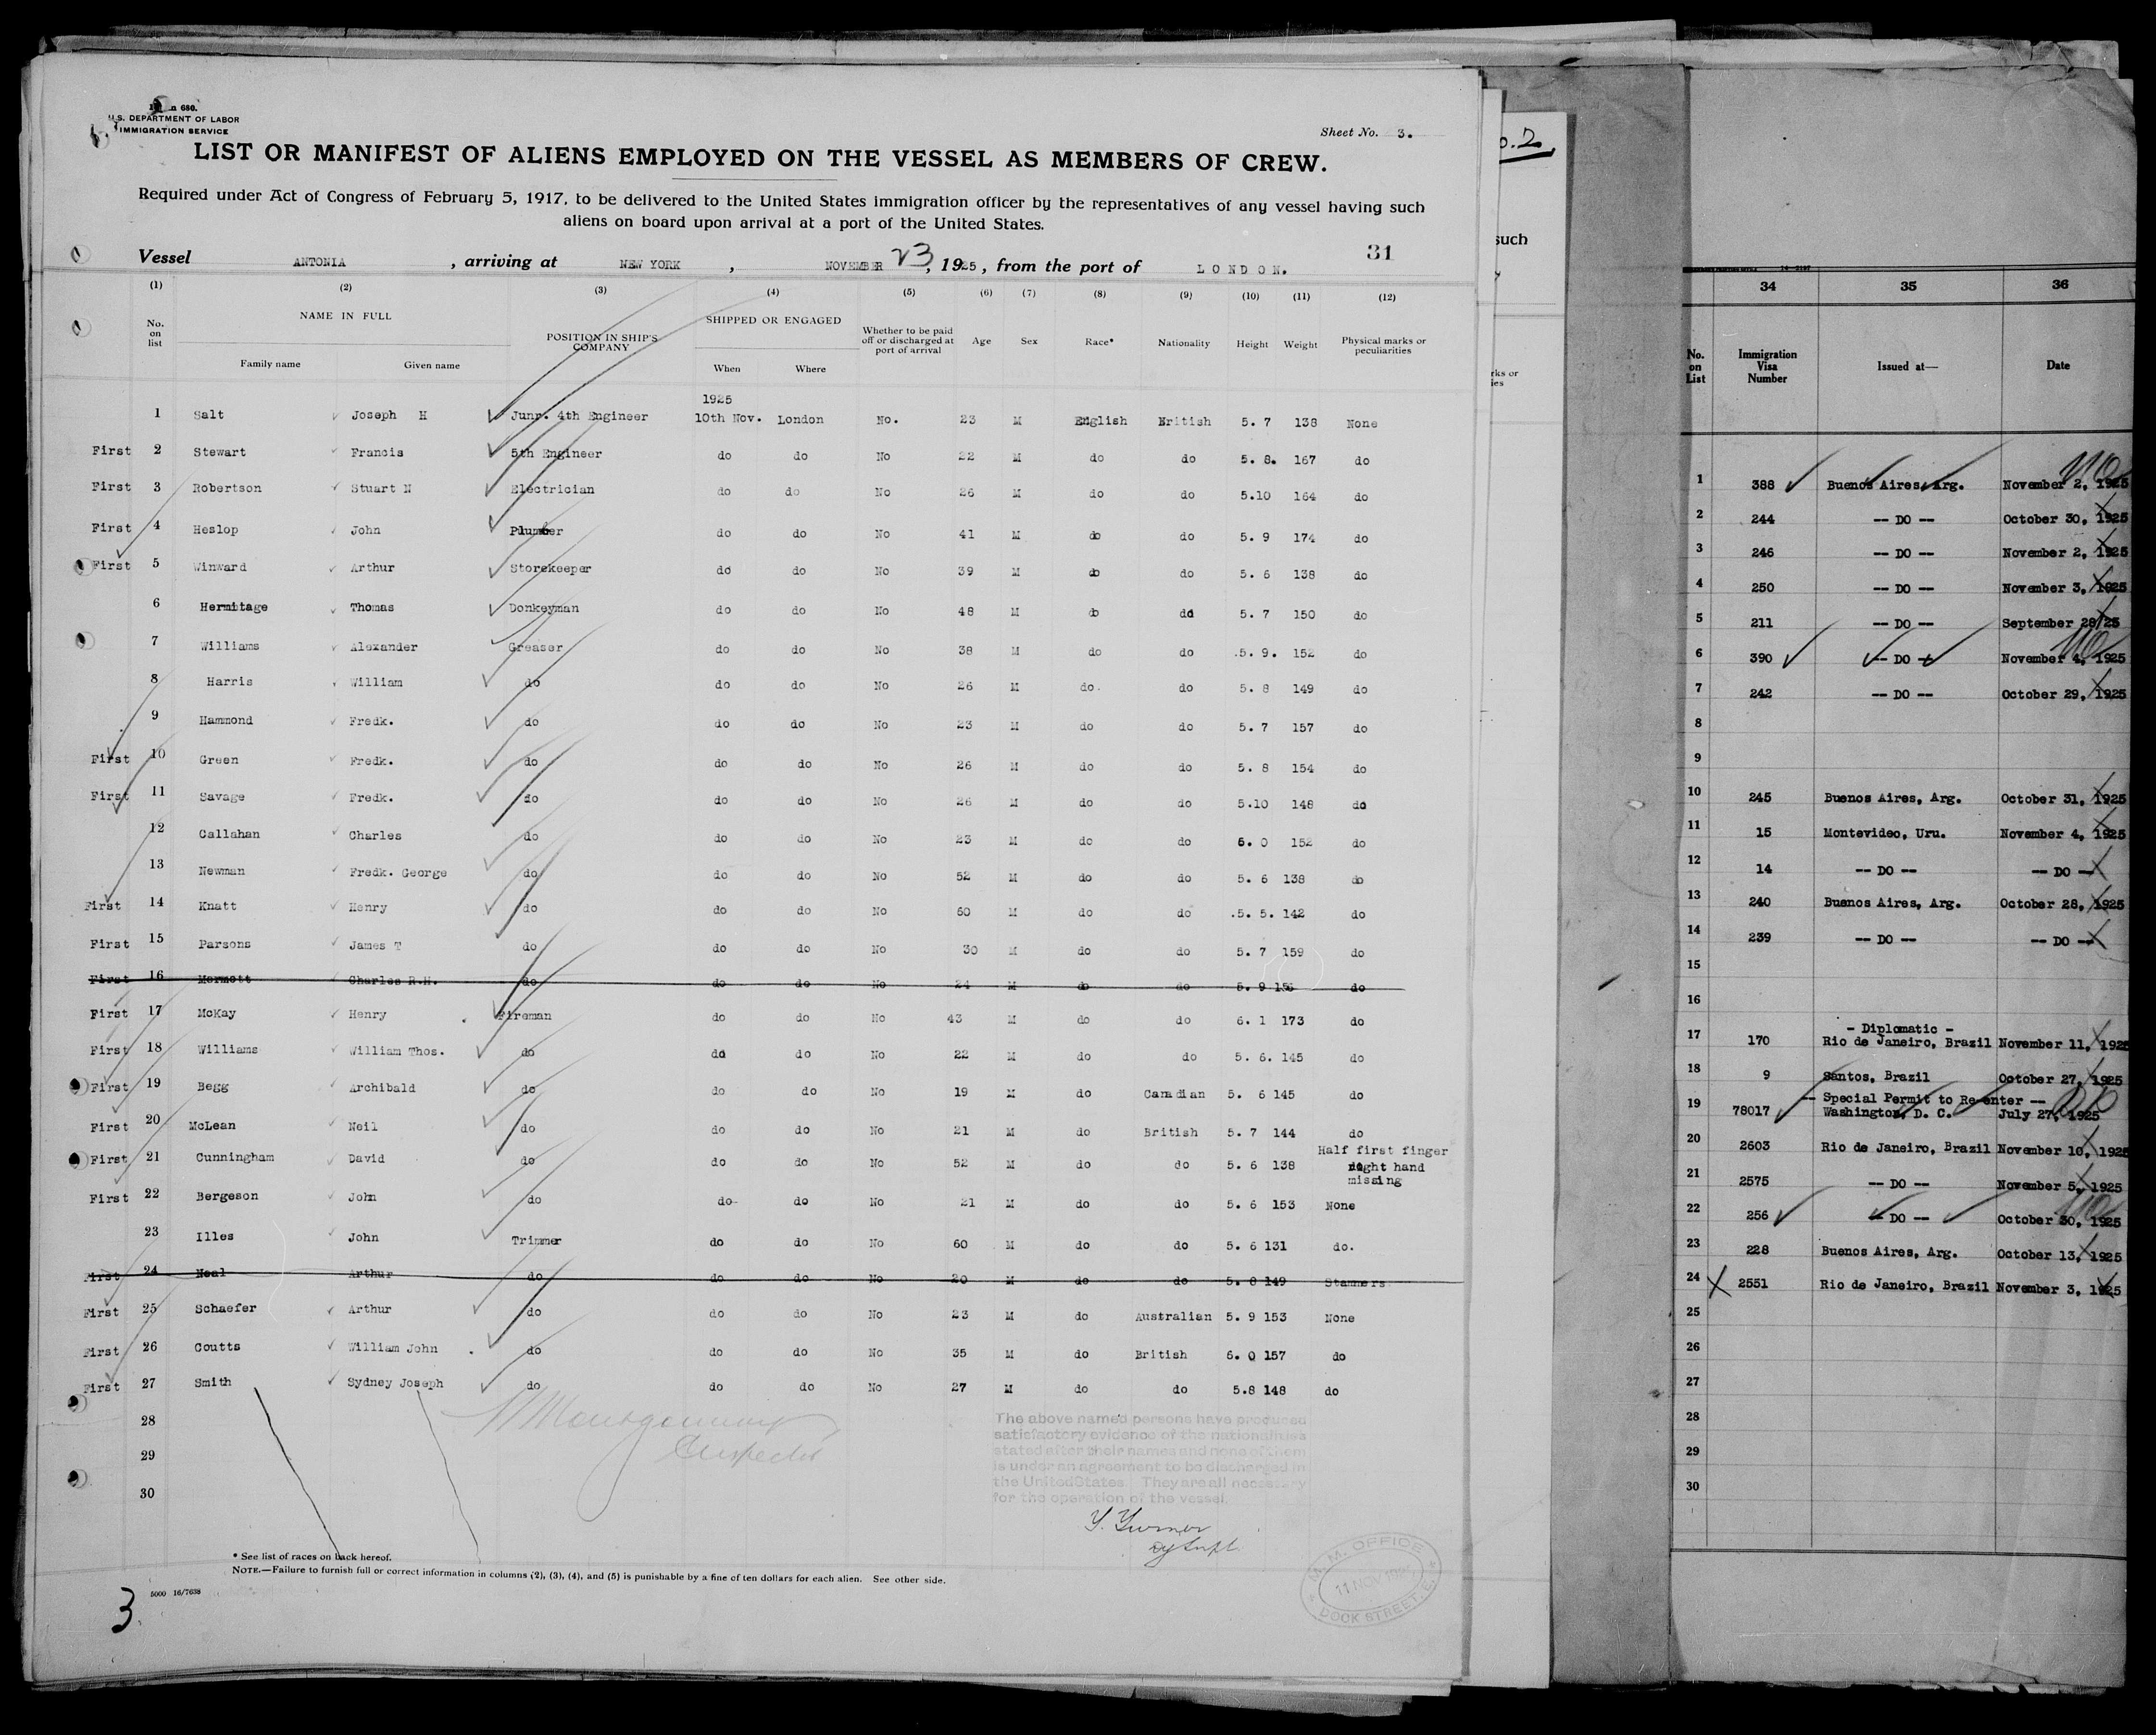 U.S. DEPARTMENT OF LABOR
IMMIGRATION SERVICE
Sheet No. 3.
LIST OR MANIFEST OF ALIENS EMPLOYED ON THE VESSEL AS MEMBERS OF CREW.
Required under Act of Congress of February 5, 1917, to be delivered to the United States immigration officer by the representatives of any vessel having such
aliens on board upon arrival at a port of the United States.
31
Vessel ANTONIA, arriving at NEW YORK, NOVEMBER 23, 1925, from the port of LONDON.
(1) (2) (3) (4) (5) (6) (7) (8) (9) (10) (11) (12)
No. on list NAME IN FULL Family name Given name POSITION IN SHIP'S COMPANY SHIPPED OR ENGAGED When Where Whether to be paid off or discharged at port of arrival Age Sex Race* Nationality Height Weight Physical marks or peculiarities
1925
1 Salt Joseph H Junr. 4th Engineer 10th Nov. London No. 23 M English British 5. 7 138 None
First 2 Stewart Francis 5th Engineer do do No 22 M do do 5. 8. 167 do
First 3 Robertson Stuart N Electrician do do No 26 M do do 5.10 164 do
First 4 Heslop John Plumber do do No 41 M do do 5. 9 174 do
First 5 Winward Arthur Storekeeper do do No 39 M do do 5. 6 138 do
6 Hermitage Thomas Donkeyman do do No 48 M do do 5. 7 150 do
7 Williams Alexander Greaser do do No 38 M do do .5. 9. 152 do
8 Harris William do do do No 26 M do. do 5. 8 149 do
9 Hammond Fredk. do do do No 23 M do do 5. 7 157 do
First 10 Green Fredk. do do do No 26 M do do 5. 8 154 do
First 11 Savage Fredk. do do do No 26 M do do 5.10 148 do
12 Callahan Charles do do do No 23 M do do 6. 0 152 do
13 Newman Fredk. George do do do No 52 M do do 5. 6 138 do
First 14 Knatt Henry do do do No 60 M do do .5. 5. 142 do
First 15 Parsons James T do do do No 30 M do do 5. 7 159 do
First 16 Mermott Charles R.H. do do do No 24 M do do 5. 9 156 do
First 17 McKay Henry Fireman do do No 43 M do do 6. 1 173 do
First 18 Williams William Thos. do do do No 22 M do do 5. 6. 145 do
First 19 Begg Archibald do do do No 19 M do Canadian 5. 6 145 do
First 20 McLean Neil do do do No 21 M do British 5. 7 144 do
First 21 Cunningham David do do do No 52 M do do 5. 6 138 Half first finger right hand missing
First 22 Bergeson John do do do No 21 M do do 5. 6 153 None
23 Illes John Trimmer do do No 60 M do do 5. 6 131 do.
First 24 Neal Arthur do do do No 20 M do do 5. 8 149 Stammers
First 25 Schaefer Arthur do do do No 23 M do Australian 5. 9 153 None
First 26 Coutts William John do do do No 35 M do British 6. 0 157 do
First 27 Smith Sydney Joseph do do do No 27 M do do 5.8 148 do
28
29
30
Montgomery
Inspector
The above named persons have produced
satisfactory evidence of the nationalities
stated after their names and none of them
is under an agreement to be discharged in
the United States. They are all necessary
for the operation of the vessel.
Y. Turner
Dy Supt.
M. M. OFFICE
11 NOV
DOCK STREET, E.
* See list of races on back hereof.
NOTE.—Failure to furnish full or correct information in columns (2), (3), (4), and (5) is punishable by a fine of ten dollars for each alien. See other side.
5000 16/7638
3
such
rks or
ies
34 35 36
No. on List Immigration Visa Number Issued at— Date
1 388 Buenos Aires, Arg. November 2, 1925
2 244 -- DO -- October 30, 1925
3 246 -- DO -- November 2, 1925
4 250 -- DO -- November 3, 1925
5 211 -- DO -- September 28/25
6 390 -- DO -- November 4, 1925
7 242 -- DO -- October 29, 1925
8
9
10 245 Buenos Aires, Arg. October 31, 1925
11 15 Montevideo, Uru. November 4, 1925
12 14 -- DO -- -- DO --
13 240 Buenos Aires, Arg. October 28, 1925
14 239 -- DO -- -- DO --
15
16
- Diplomatic -
17 170 Rio de Janeiro, Brazil November 11, 1925
18 9 Santos, Brazil October 27, 1925
-- Special Permit to Re-enter --
19 78017 Washington, D. C. July 27, 1925
20 2603 Rio de Janeiro, Brazil November 10, 1925
21 2575 -- DO -- November 5, 1925
22 256 -- DO -- October 30, 1925
23 228 Buenos Aires, Arg. October 13, 1925
24 X 2551 Rio de Janeiro, Brazil November 3, 1925
25
26
27
28
29
30